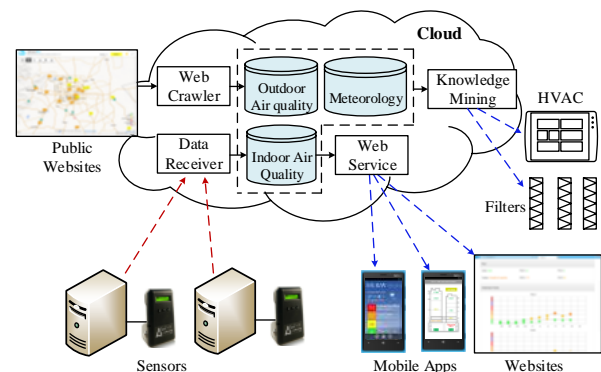 Cloud
Web
Crawler
Outdoor
Air quality
Meteorology
Knowledge
Mining
HVAC
Public
Websites
Data
Receiver
Indoor Air
Quality
Web
Service
Filters
Sensors
Mobile Apps
Websites